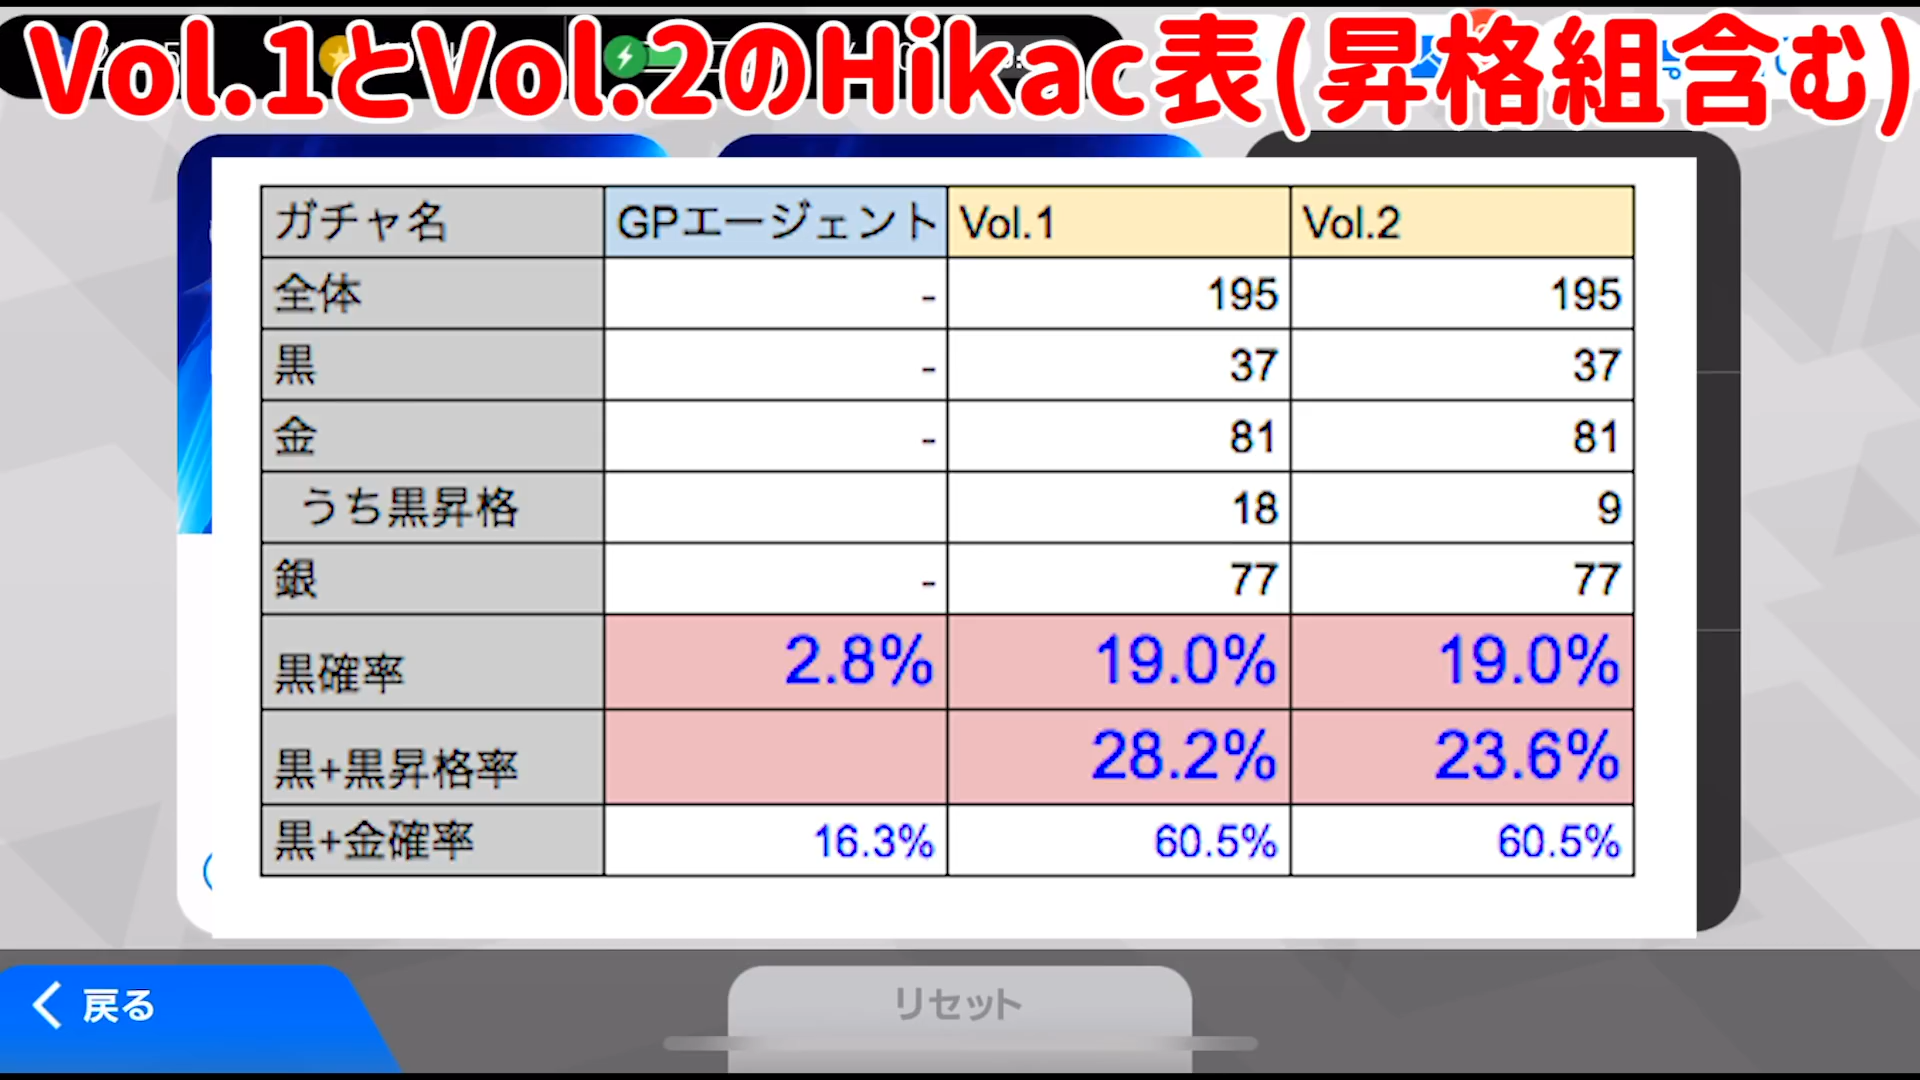 Vol.1とVol.2のHikac表(昇格組含む)
ガチャ名 GPエージェント Vol.1 Vol.2
全体 - 195 195
黒 - 37 37
金 - 81 81
うち黒昇格 18 9
銀 - 77 77
黒確率 2.8% 19.0% 19.0%
黒+黒昇格率 28.2% 23.6%
黒+金確率 16.3% 60.5% 60.5%
戻る
リセット